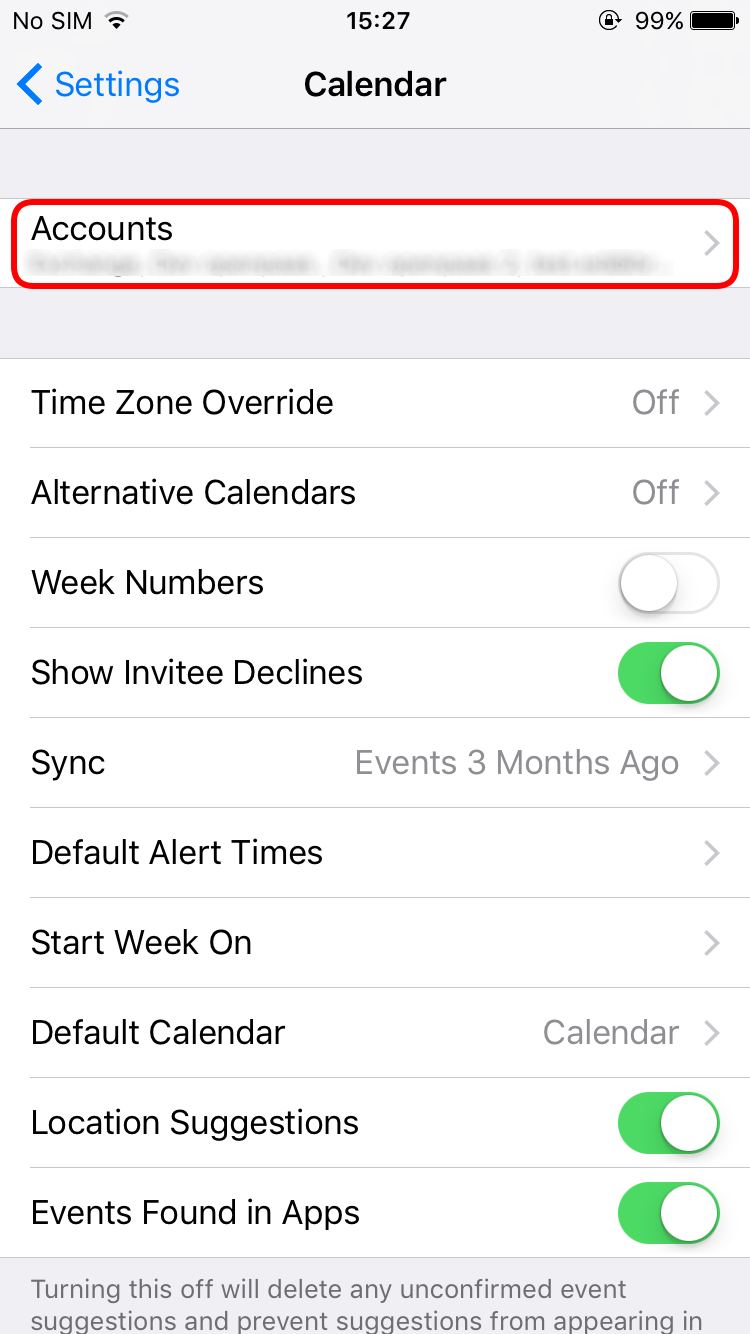 No SIM 15:27 99%
Settings Calendar
Accounts
Time Zone Override Off
Alternative Calendars Off
Week Numbers
Show Invitee Declines
Sync Events 3 Months Ago
Default Alert Times
Start Week On
Default Calendar Calendar
Location Suggestions
Events Found in Apps
Turning this off will delete any unconfirmed event
suggestions and prevent suggestions from appearing in